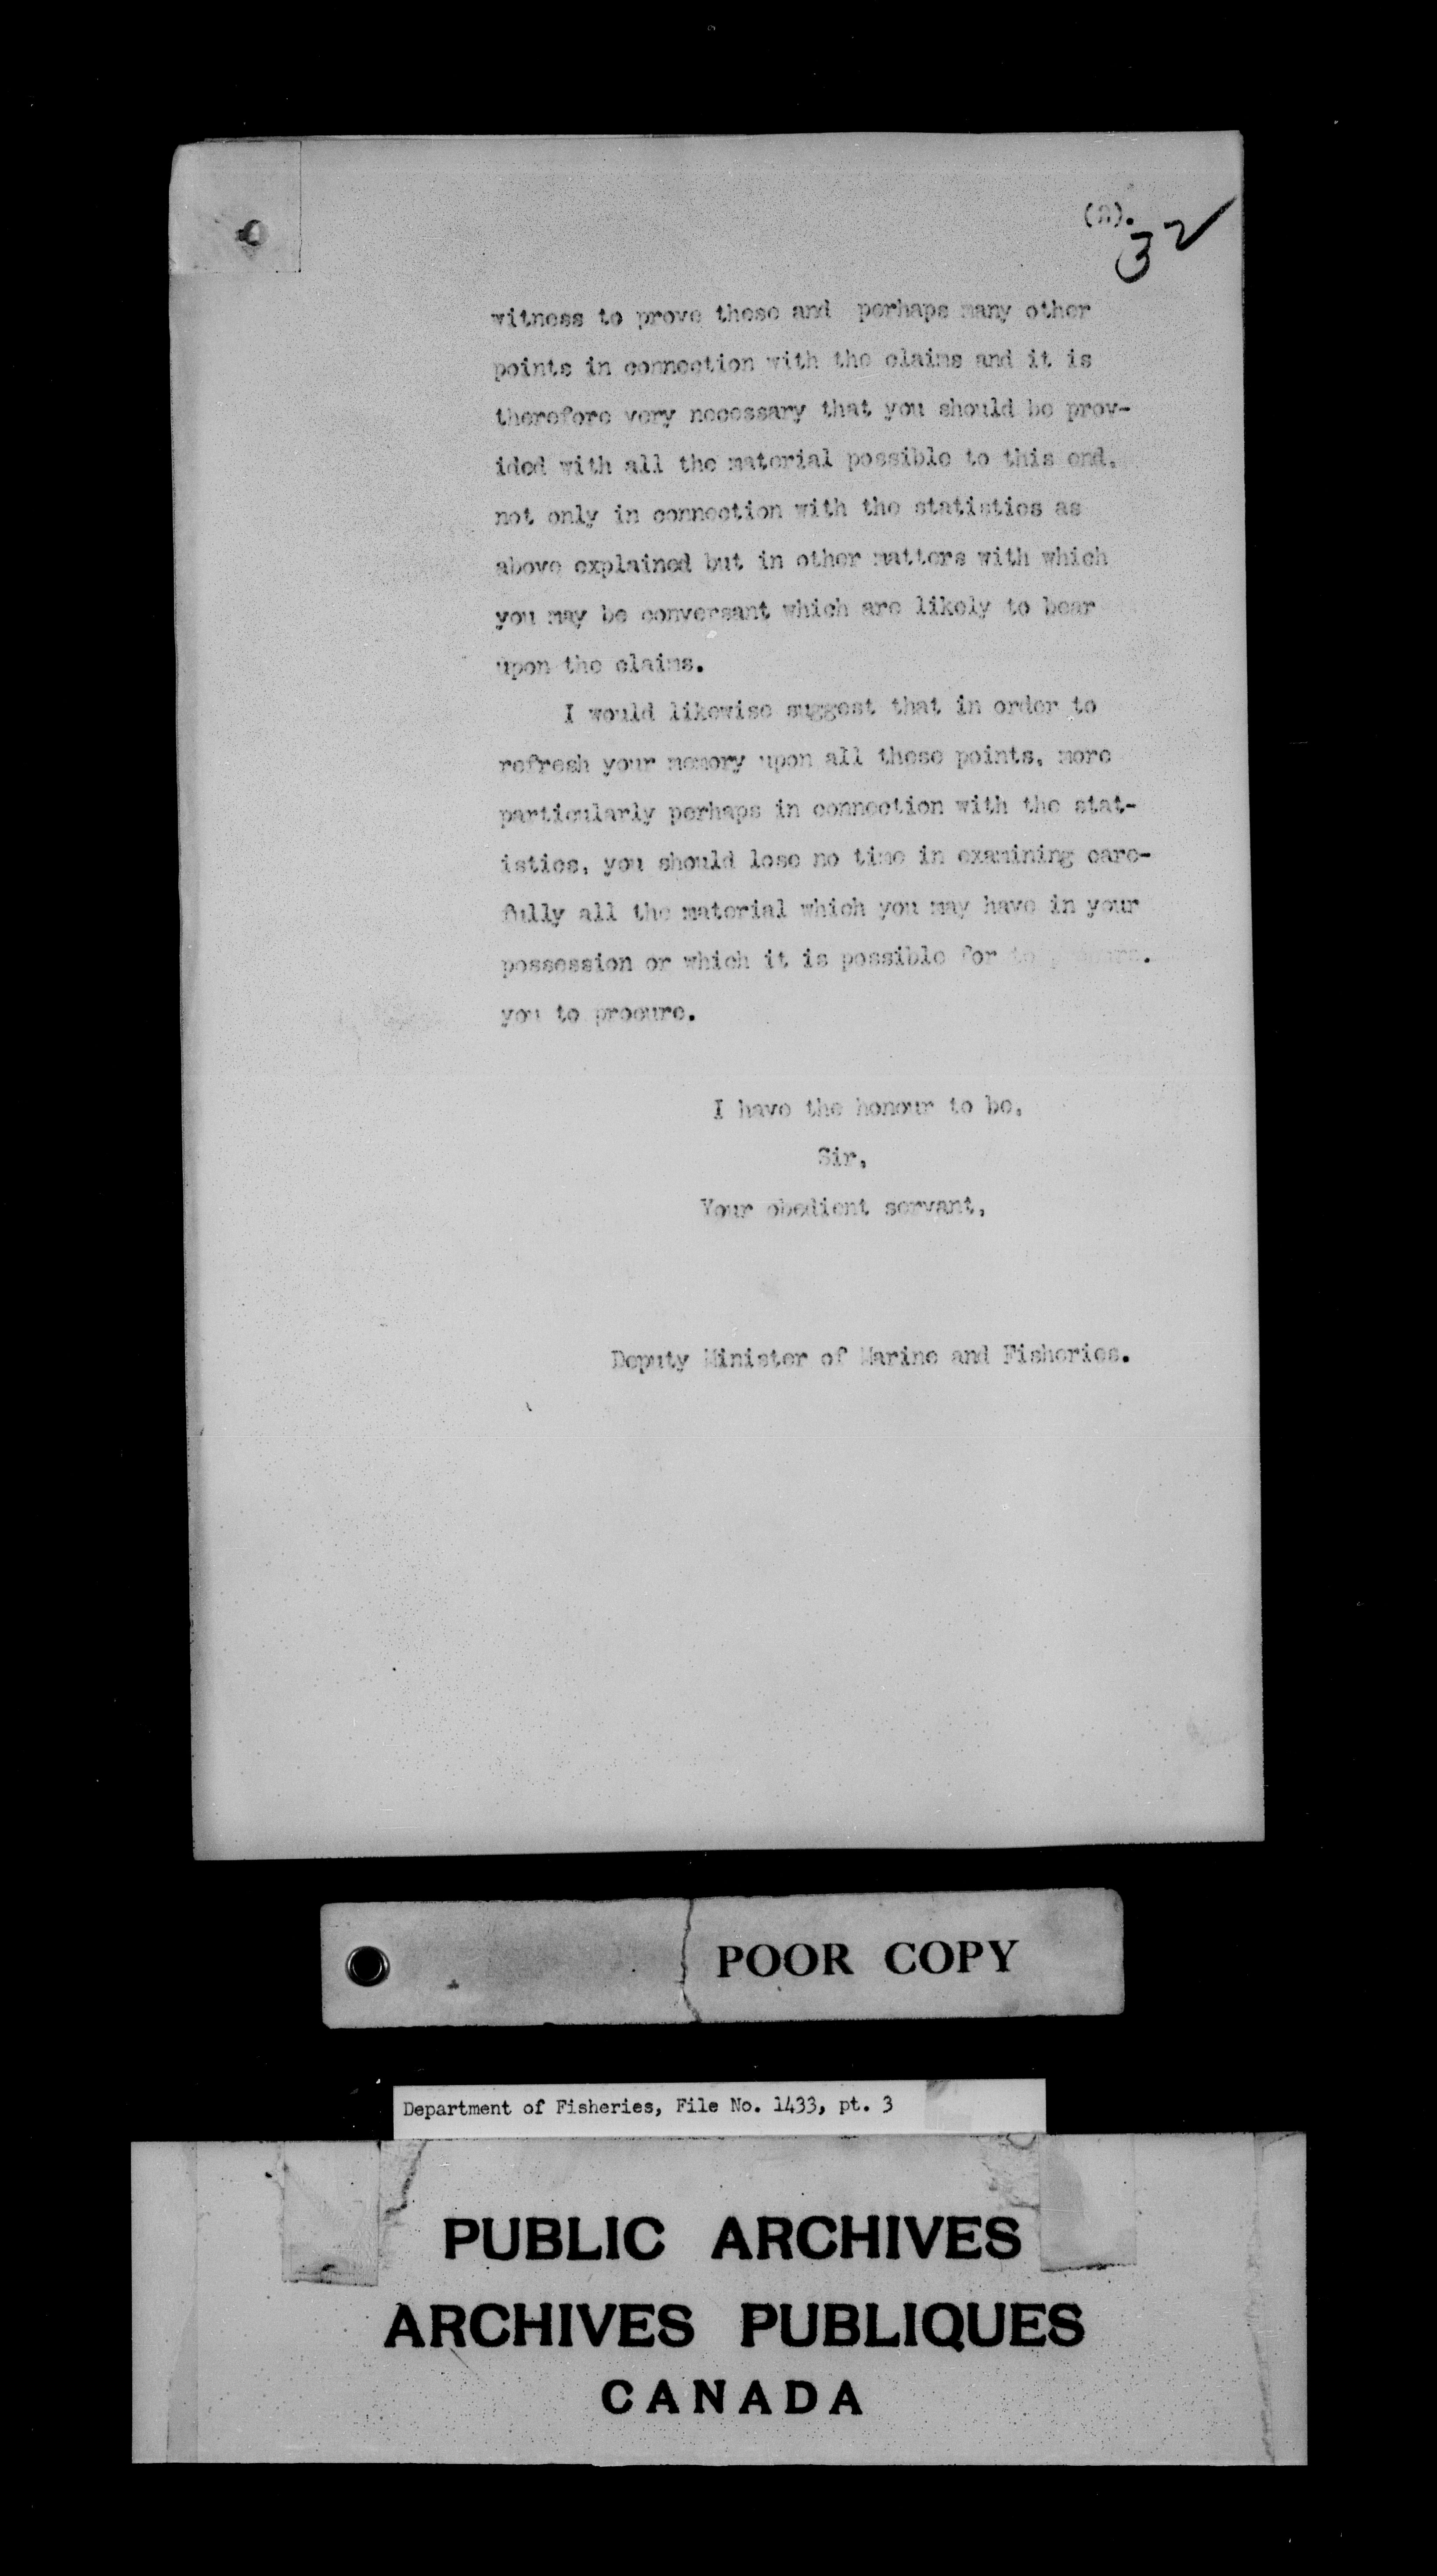 (2).
32
witness to prove these and perhaps many other
points in connection with the claims and it is
therefore very necessary that you should be prov-
ided with all the material possible to this end,
not only in connection with the statistics as
above explained but in other matters with which
you may be conversant which are likely to bear
upon the claims.
I would likewise suggest that in order to
refresh your memory upon all these points, more
particularly perhaps in connection with the stat-
istics, you should lose no time in examining care-
fully all the material which you may have in your
possession or which it is possible for to procure.
you to procure.
I have the honour to be,
Sir,
Your obedient servant,
Deputy Minister of Marine and Fisheries.
POOR COPY
Department of Fisheries, File No. 1433, pt. 3
PUBLIC ARCHIVES
ARCHIVES PUBLIQUES
CANADA